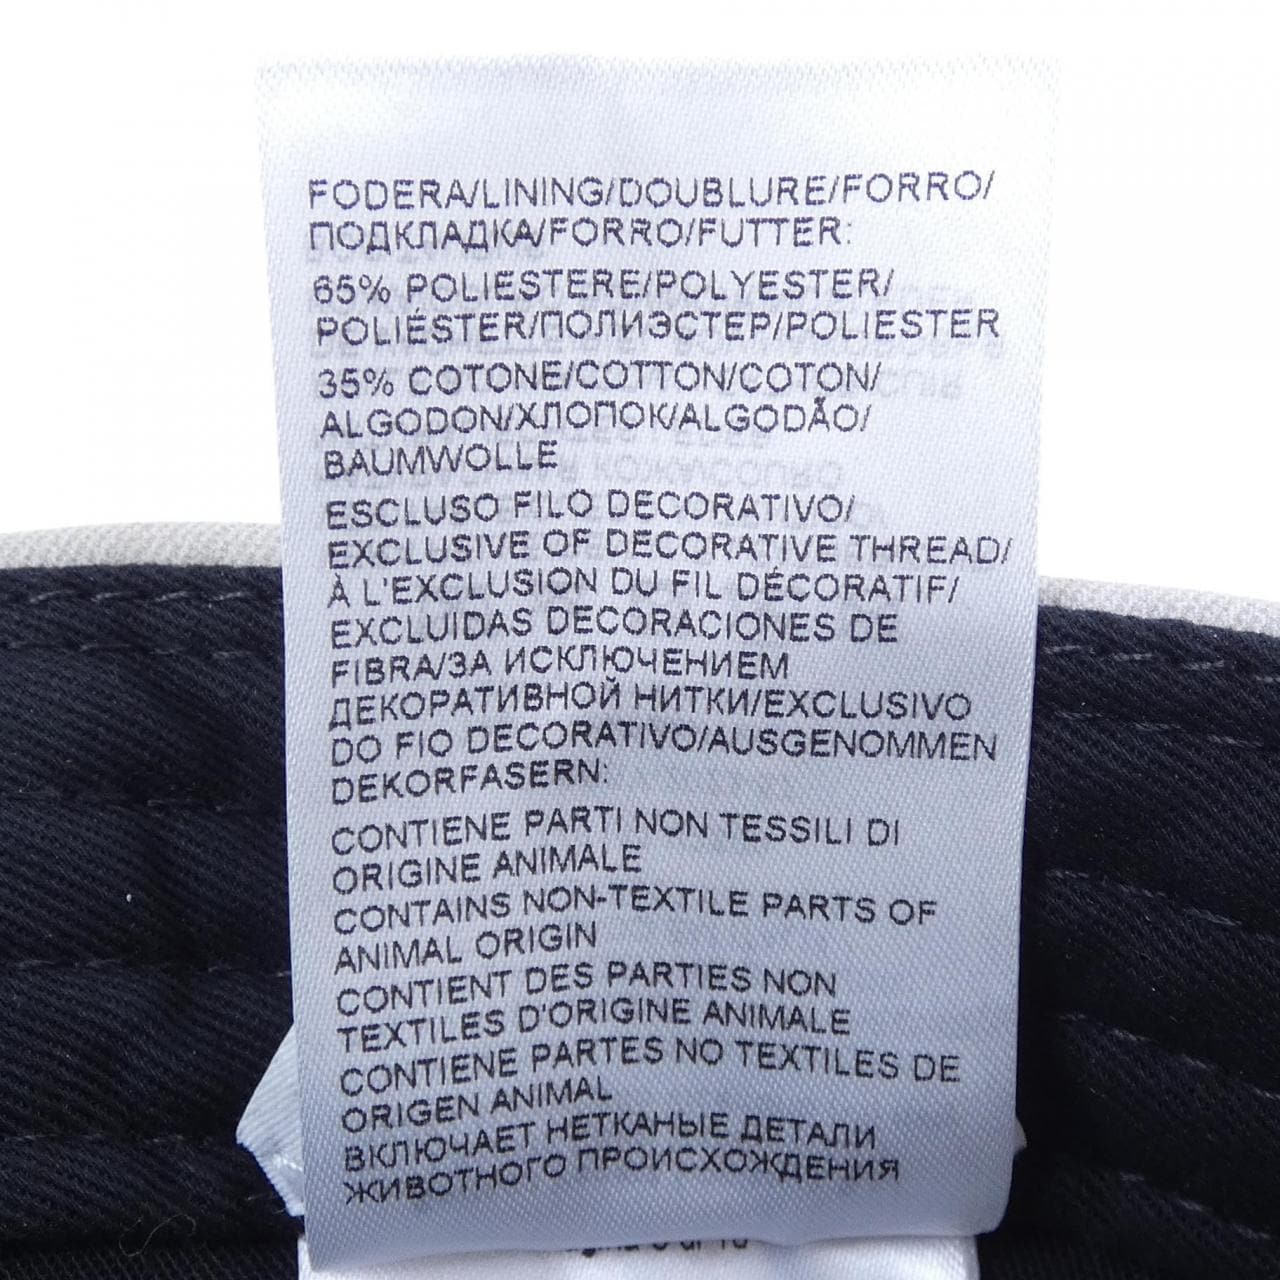 FODERA/LINING/DOUBLURE/FORRO/
ПОДКЛАДКА/FORRO/FUTTER:
65% POLIESTERE/POLYESTER/
POLIÉSTER/ПОЛИЭСТЕР/POLIESTER
35% COTONE/COTTON/COTON/
ALGODON/ХЛОПОК/ALGODÃO/
BAUMWOLLE
ESCLUSO FILO DECORATIVO/
EXCLUSIVE OF DECORATIVE THREAD/
À L'EXCLUSION DU FIL DÉCORATIF/
EXCLUIDAS DECORACIONES DE
FIBRA/ЗА ИСКЛЮЧЕНИЕМ
ДЕКОРАТИВНОЙ НИТКИ/EXCLUSIVO
DO FIO DECORATIVO/AUSGENOMMEN
DEKORFASERN:
CONTIENE PARTI NON TESSILI DI
ORIGINE ANIMALE
CONTAINS NON-TEXTILE PARTS OF
ANIMAL ORIGIN
CONTIENT DES PARTIES NON
TEXTILES D'ORIGINE ANIMALE
CONTIENE PARTES NO TEXTILES DE
ORIGEN ANIMAL
ВКЛЮЧАЕТ НЕТКАНЫЕ ДЕТАЛИ
ЖИВОТНОГО ПРОИСХОЖДЕНИЯ